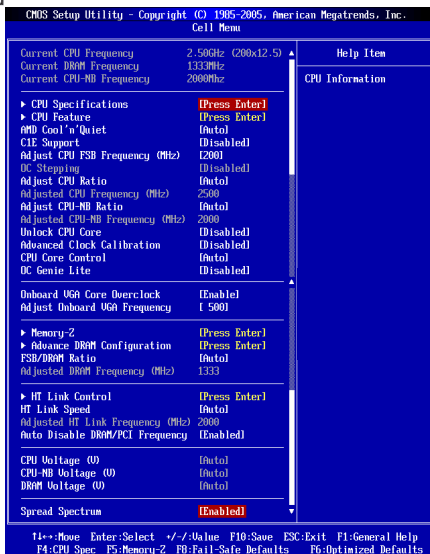 CMOS Setup Utility - Copyright (C) 1985-2005, American Megatrends, Inc.
Cell Menu
Current CPU Frequency 2.50GHz (200x12.5)
Current DRAM Frequency 1333MHz
Current CPU-NB Frequency 2000Mhz
▶ CPU Specifications [Press Enter]
▶ CPU Feature [Press Enter]
AMD Cool'n'Quiet [Auto]
C1E Support [Disabled]
Adjust CPU FSB Frequency (MHz) [200]
OC Stepping [Disabled]
Adjust CPU Ratio [Auto]
Adjusted CPU Frequency (MHz) 2500
Adjust CPU-NB Ratio [Auto]
Adjusted CPU-NB Frequency (MHz) 2000
Unlock CPU Core [Disabled]
Advanced Clock Calibration [Disabled]
CPU Core Control [Auto]
OC Genie Lite [Disabled]
Onboard VGA Core Overclock [Enable]
Adjust Onboard VGA Frequency [ 500]
▶ Memory-Z [Press Enter]
▶ Advance DRAM Configuration [Press Enter]
FSB/DRAM Ratio [Auto]
Adjusted DRAM Frequency (MHz) 1333
▶ HT Link Control [Press Enter]
HT Link Speed [Auto]
Adjusted HT Link Frequency (MHz) 2000
Auto Disable DRAM/PCI Frequency [Enabled]
CPU Voltage (V) [Auto]
CPU-NB Voltage (V) [Auto]
DRAM Voltage (V) [Auto]
Spread Spectrum [Enabled]
Help Item
CPU Information
↑↓←→:Move Enter:Select +/-/:Value F10:Save ESC:Exit F1:General Help
F4:CPU Spec F5:Memory-Z F8:Fail-Safe Defaults F6:Optimized Defaults